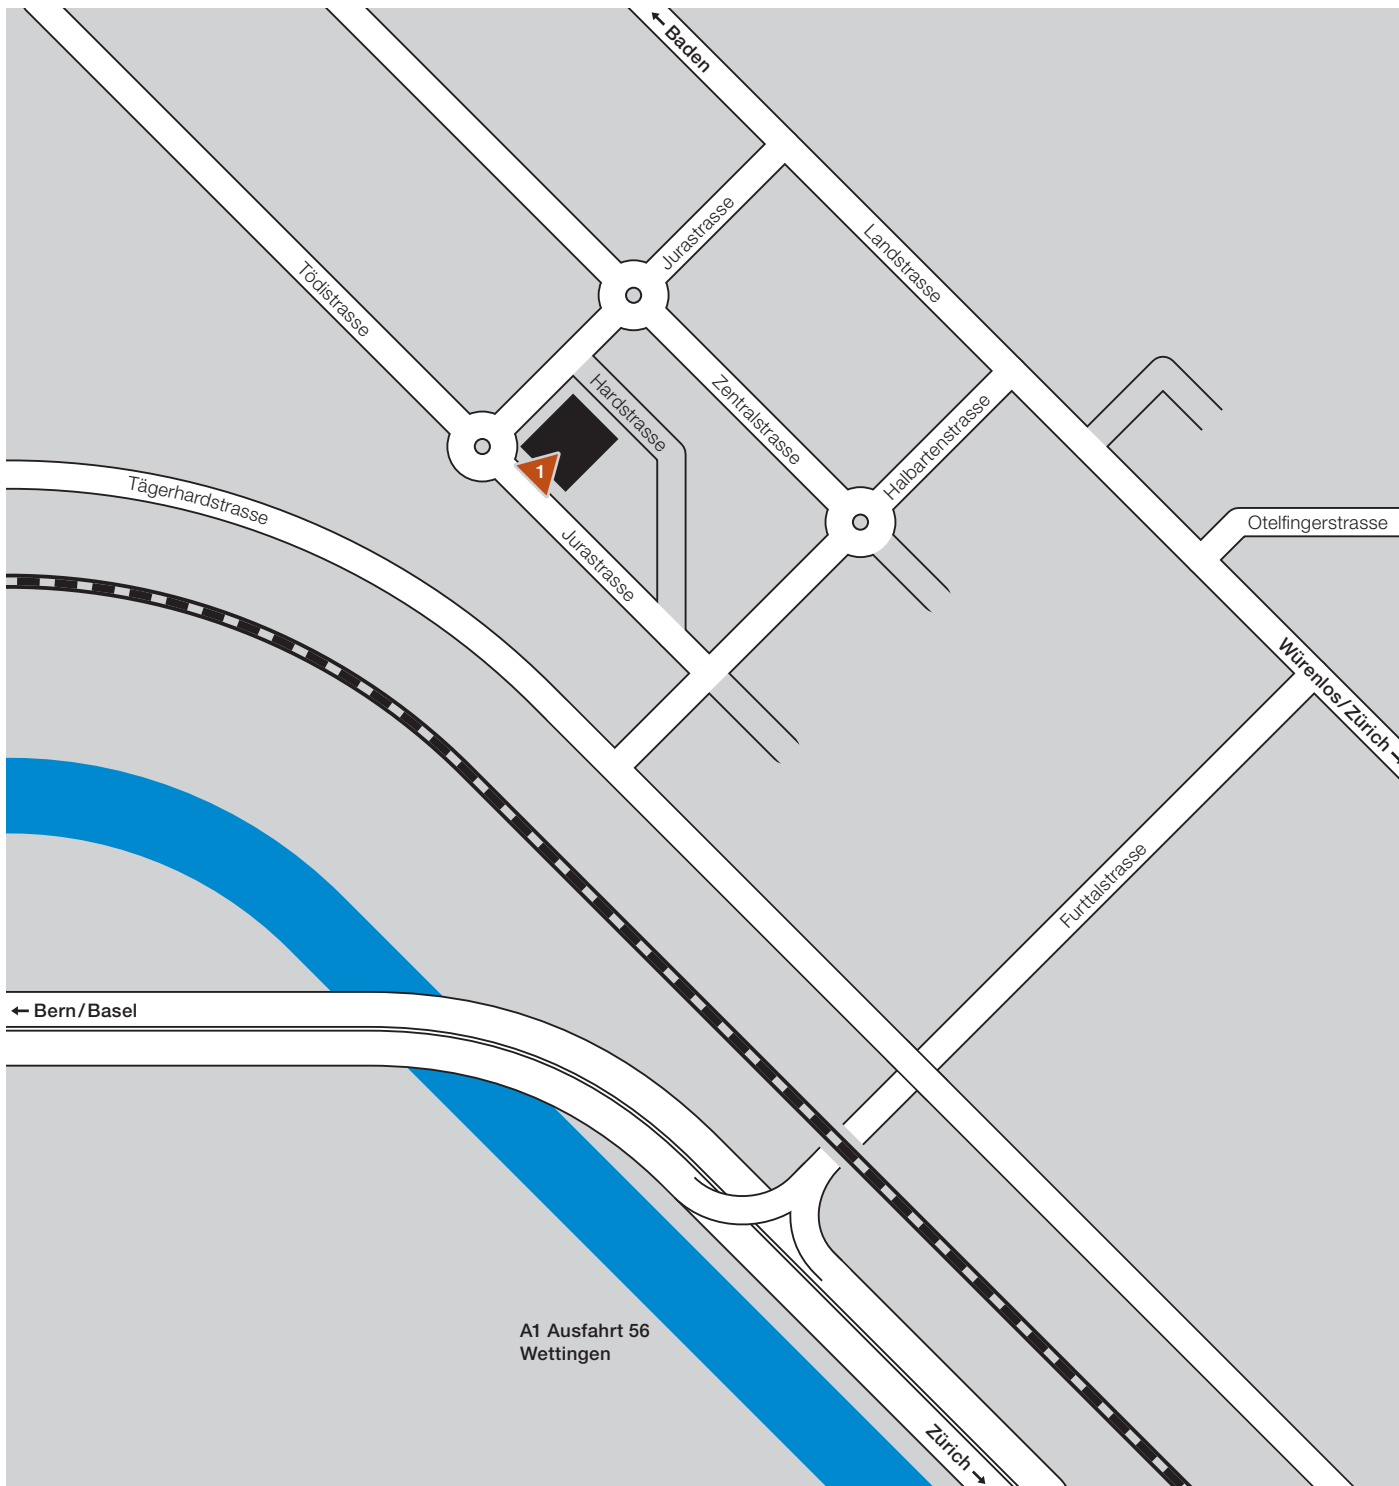 ← Baden
Jurastrasse
Landstrasse
Tödistrasse
Hardstrasse
Zentralstrasse
Halbartenstrasse
1
Tägerhardstrasse
Otelfingerstrasse
Jurastrasse
Würenlos/Zürich →
Furttalstrasse
← Bern/Basel
A1 Ausfahrt 56
Wettingen
Zürich →